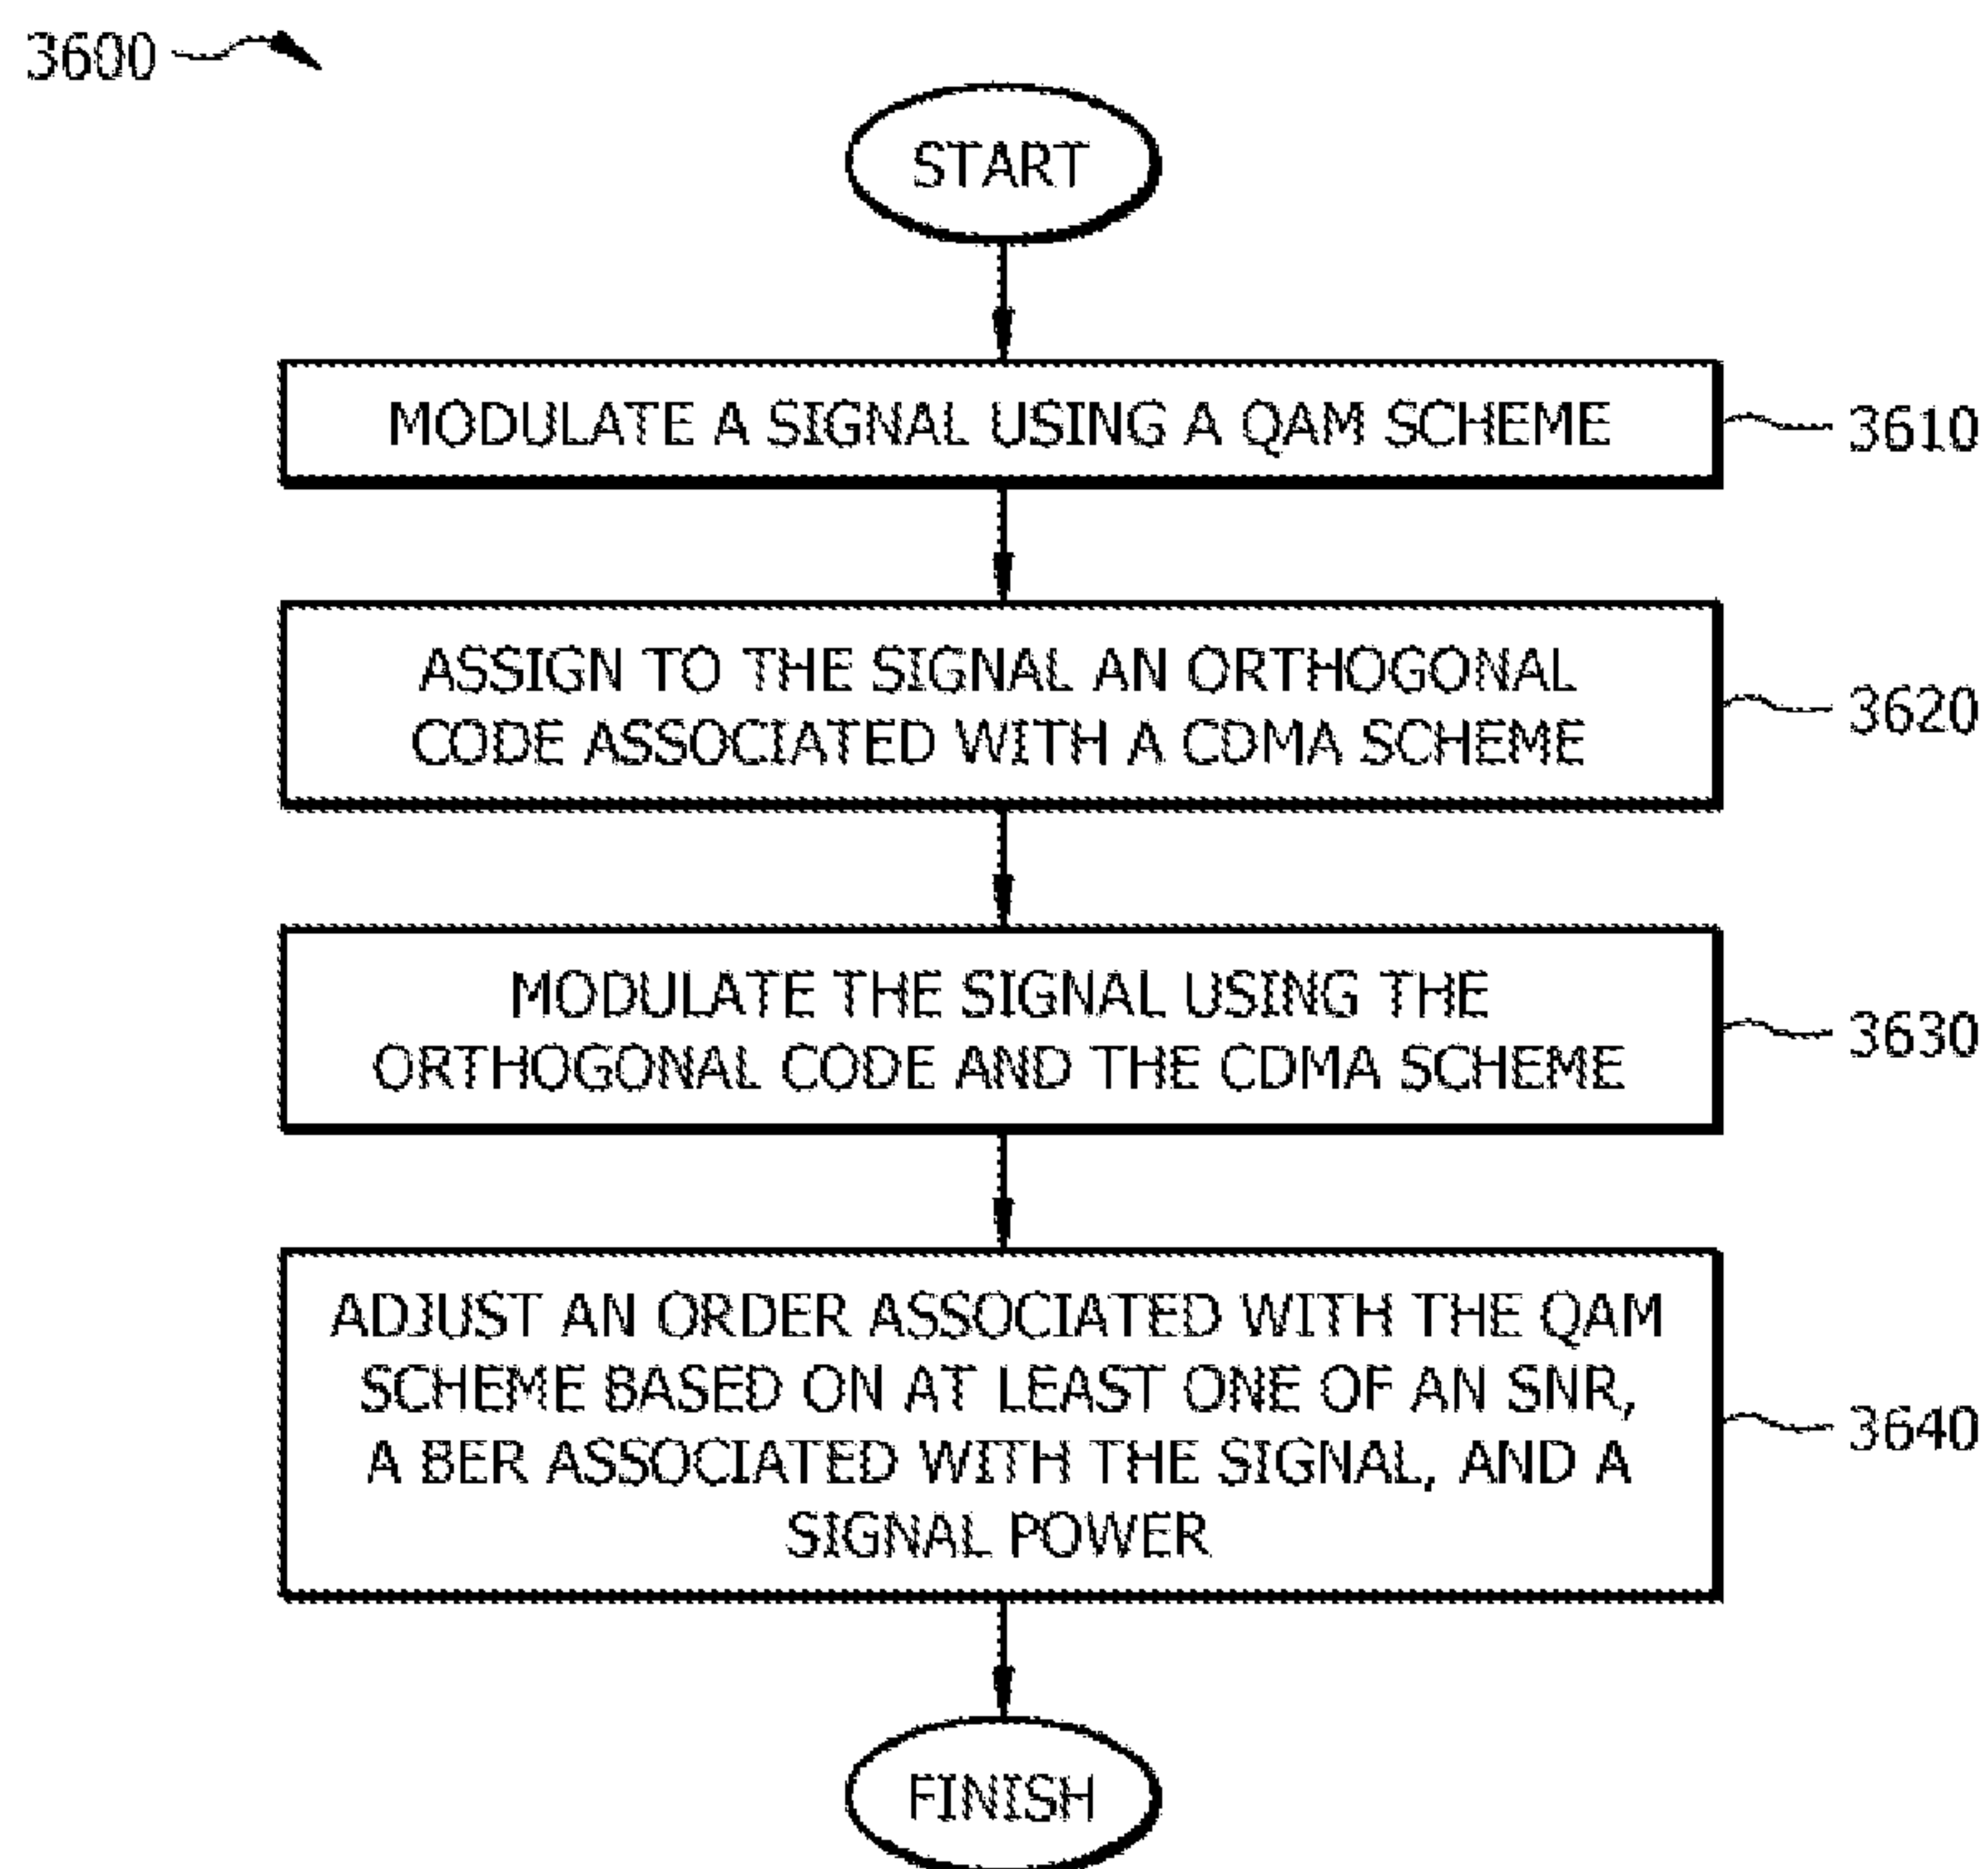 3600
START
MODULATE A SIGNAL USING A QAM SCHEME
3610
ASSIGN TO THE SIGNAL AN ORTHOGONAL
CODE ASSOCIATED WITH A CDMA SCHEME
3620
MODULATE THE SIGNAL USING THE
ORTHOGONAL CODE AND THE CDMA SCHEME
3630
ADJUST AN ORDER ASSOCIATED WITH THE QAM
SCHEME BASED ON AT LEAST ONE OF AN SNR,
A BER ASSOCIATED WITH THE SIGNAL, AND A
SIGNAL POWER
3640
FINISH